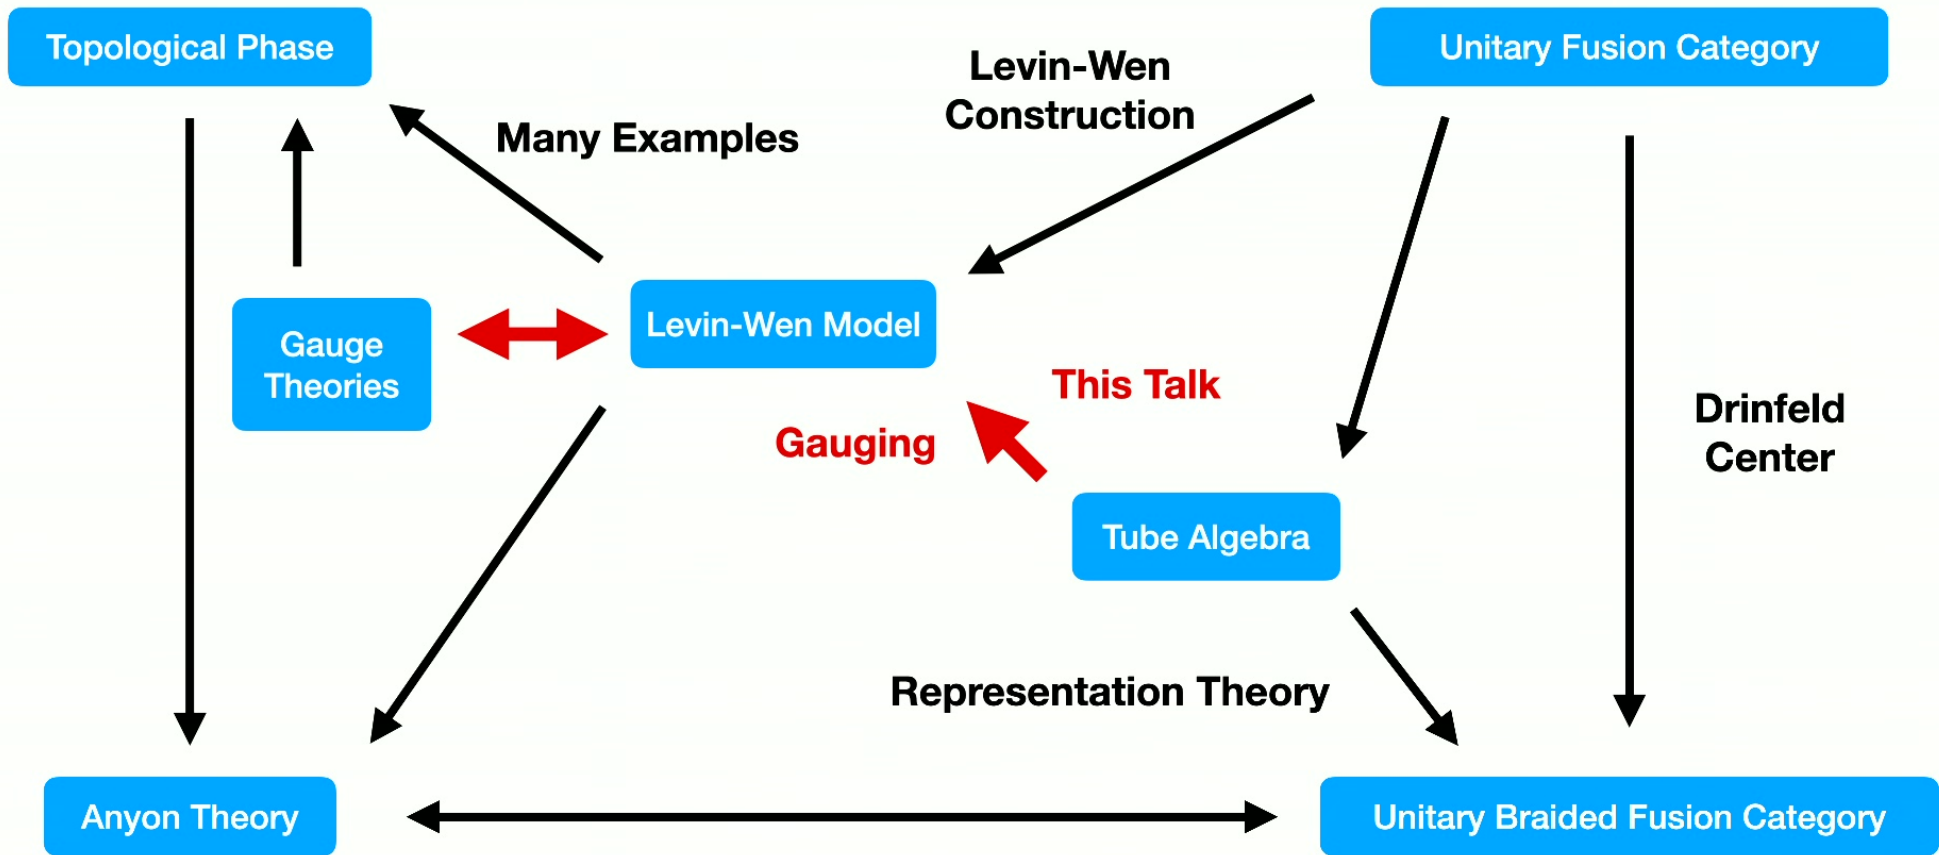 Topological Phase
Unitary Fusion Category
Levin-Wen
Construction
Many Examples
Levin-Wen Model
Gauge
Theories
This Talk
Gauging
Drinfeld
Center
Tube Algebra
Representation Theory
Anyon Theory
Unitary Braided Fusion Category